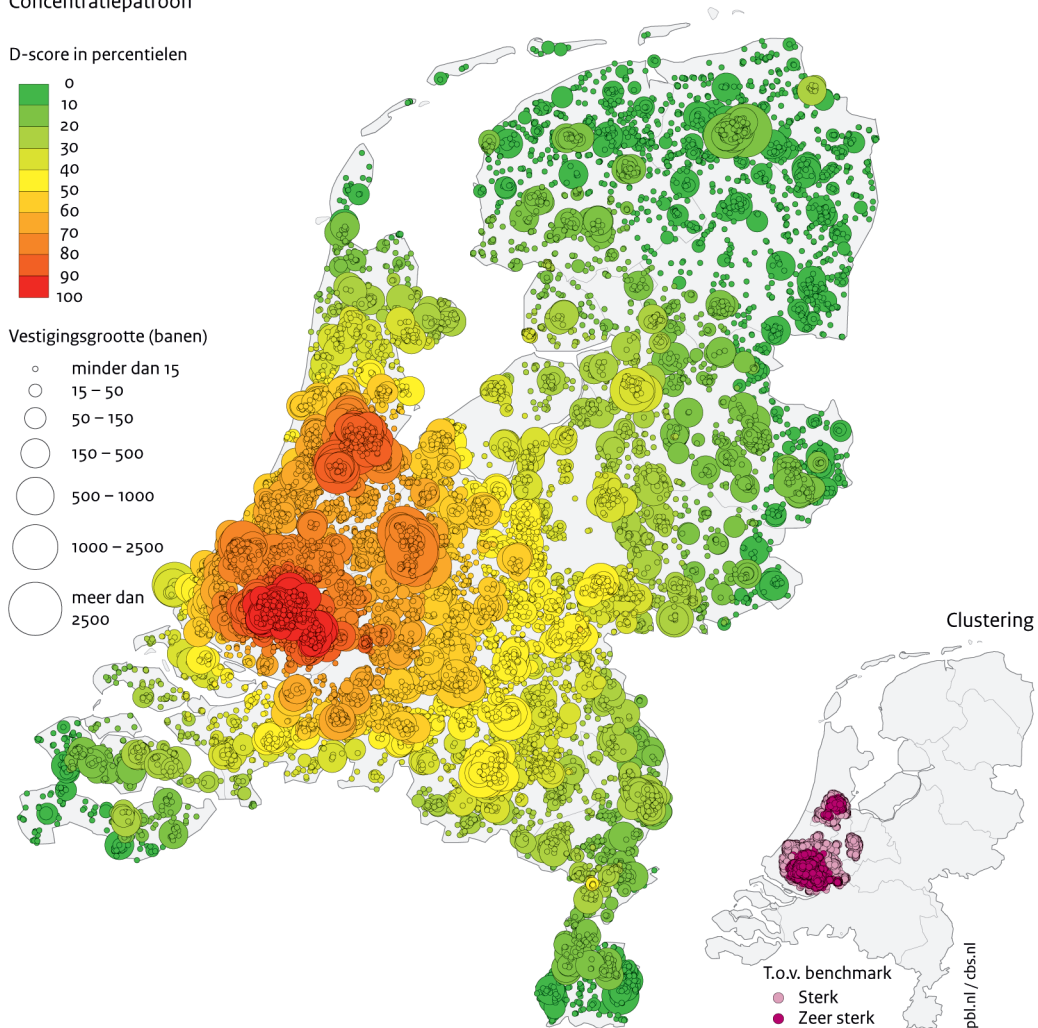 Concentratiepatroon
D-score in percentielen
0
10
20
30
40
50
60
70
80
90
100
Vestigingsgrootte (banen)
minder dan 15
15 – 50
50 – 150
150 – 500
500 – 1000
1000 – 2500
meer dan
2500
Clustering
T.o.v. benchmark
Sterk
Zeer sterk
pbl.nl / cbs.nl